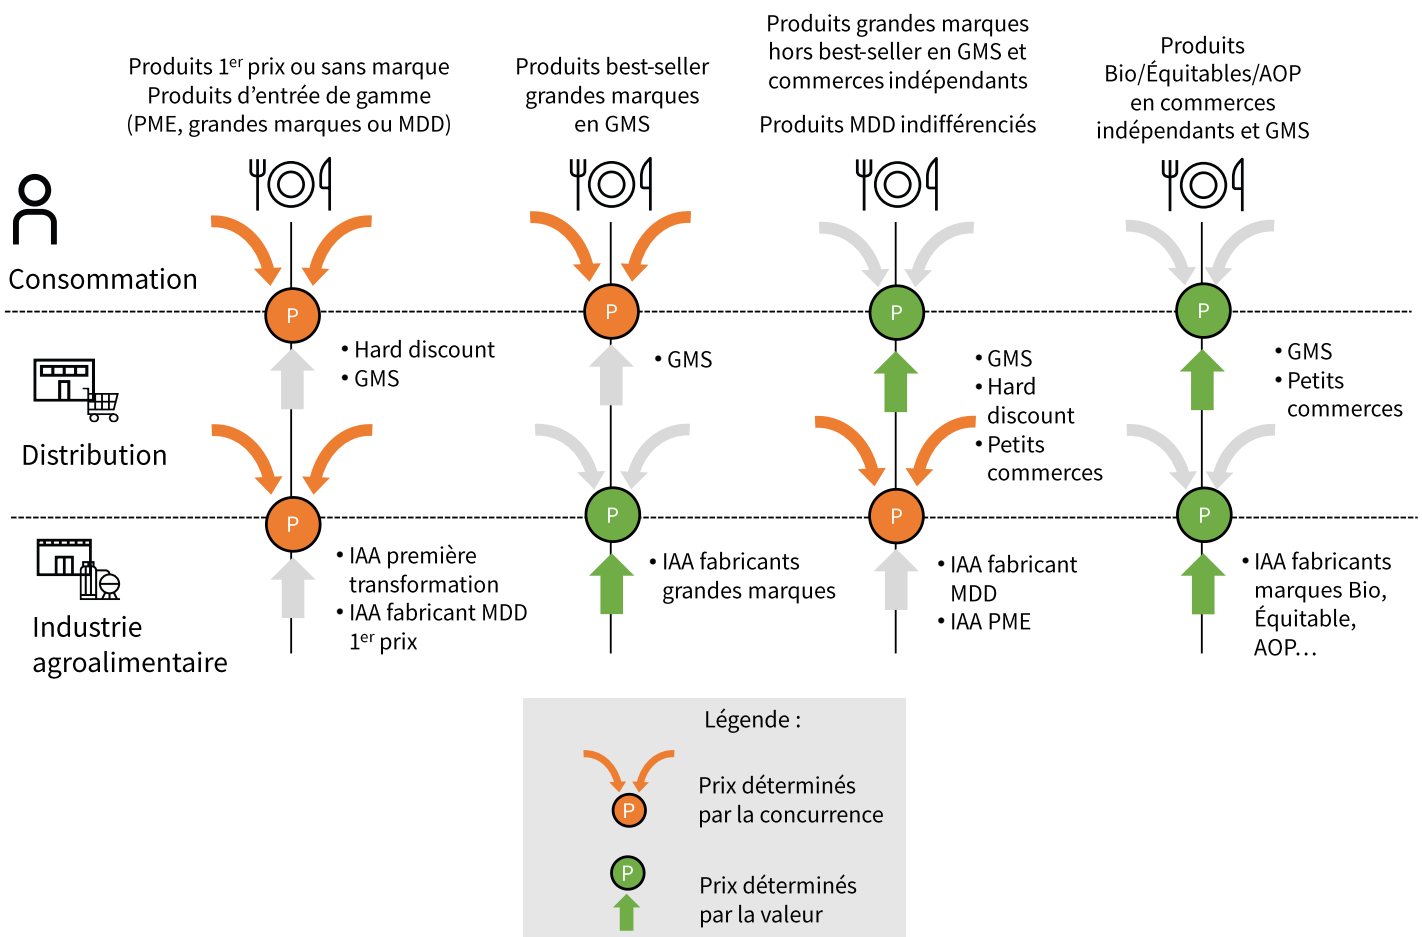 Produits 1er prix ou sans marque
Produits d’entrée de gamme
(PME, grandes marques ou MDD)
Produits best-seller
grandes marques
en GMS
Produits grandes marques
hors best-seller en GMS et
commerces indépendants
Produits MDD indifférenciés
Produits
Bio/Équitables/AOP
en commerces
indépendants et GMS
Consommation
P
P
P
P
• Hard discount
• GMS
• GMS
• GMS
• Hard
discount
• Petits
commerces
• GMS
• Petits
commerces
Distribution
P
P
P
P
• IAA première
transformation
• IAA fabricant MDD
1er prix
• IAA fabricants
grandes marques
• IAA fabricant
MDD
• IAA PME
• IAA fabricants
marques Bio,
Équitable,
AOP…
Industrie
agroalimentaire
Légende :
P
Prix déterminés
par la concurrence
P
Prix déterminés
par la valeur